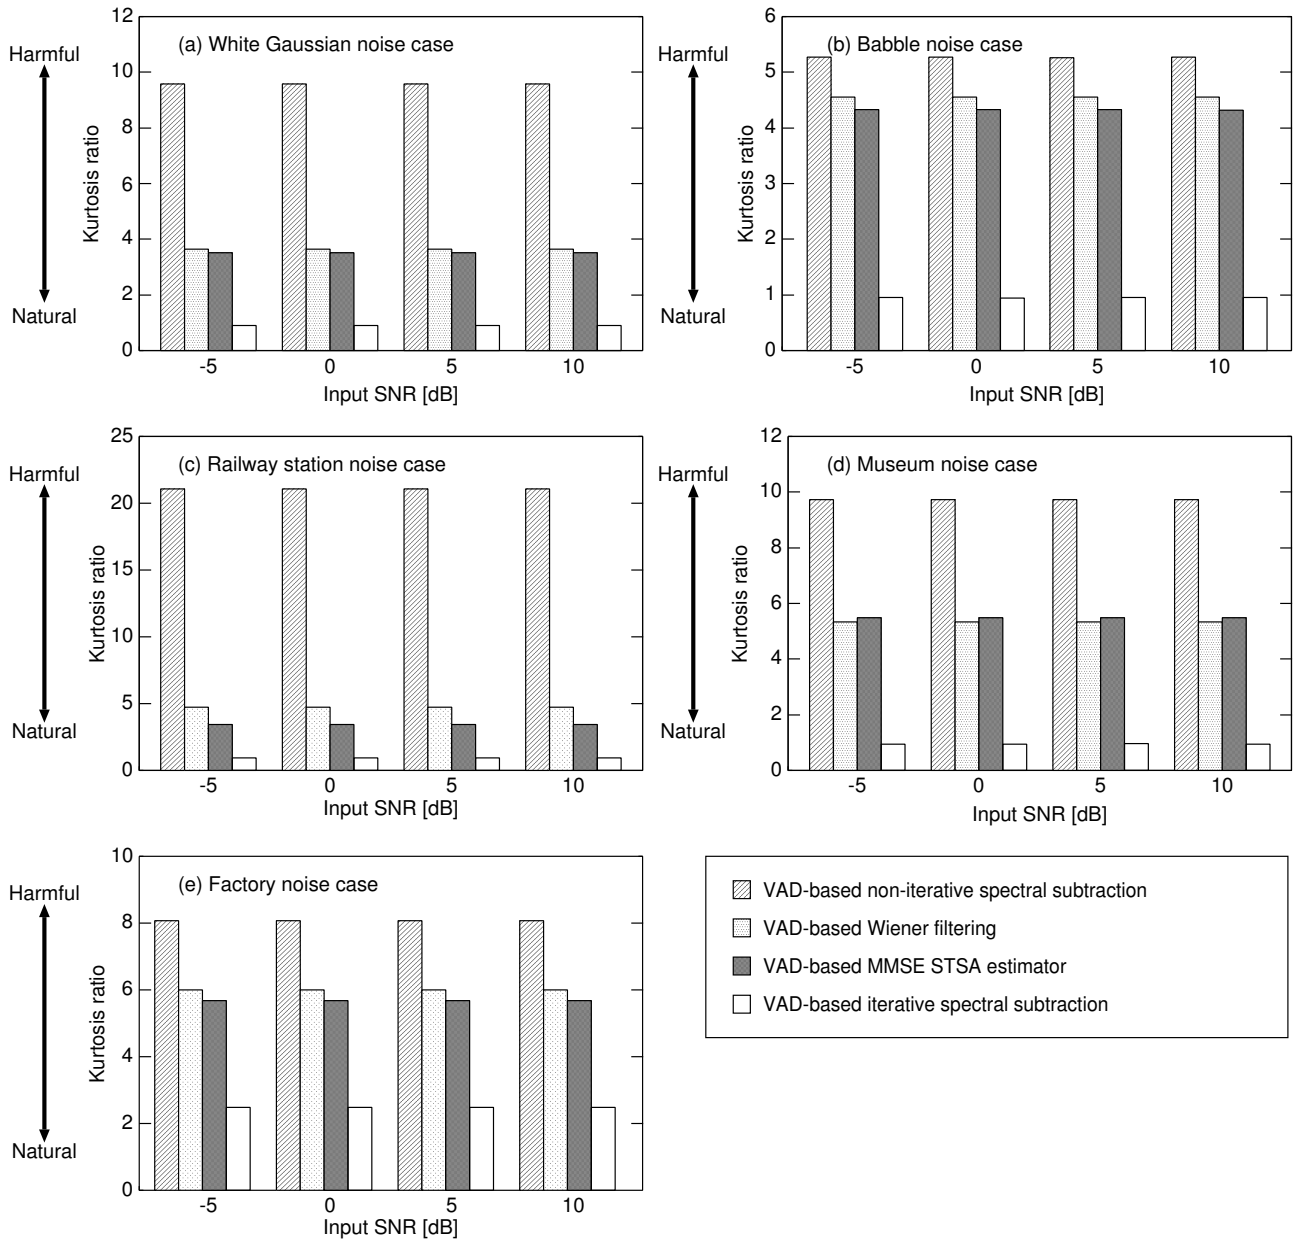 (a) White Gaussian noise case
Harmful
Natural
Kurtosis ratio
12
10
8
6
4
2
0
-5 0 5 10
Input SNR [dB]
(b) Babble noise case
Harmful
Natural
Kurtosis ratio
6
5
4
3
2
1
0
-5 0 5 10
Input SNR [dB]
(c) Railway station noise case
Harmful
Natural
Kurtosis ratio
25
20
15
10
5
0
-5 0 5 10
Input SNR [dB]
(d) Museum noise case
Harmful
Natural
Kurtosis ratio
12
10
8
6
4
2
0
-5 0 5 10
Input SNR [dB]
(e) Factory noise case
Harmful
Natural
Kurtosis ratio
10
8
6
4
2
0
-5 0 5 10
Input SNR [dB]
VAD-based non-iterative spectral subtraction
VAD-based Wiener filtering
VAD-based MMSE STSA estimator
VAD-based iterative spectral subtraction